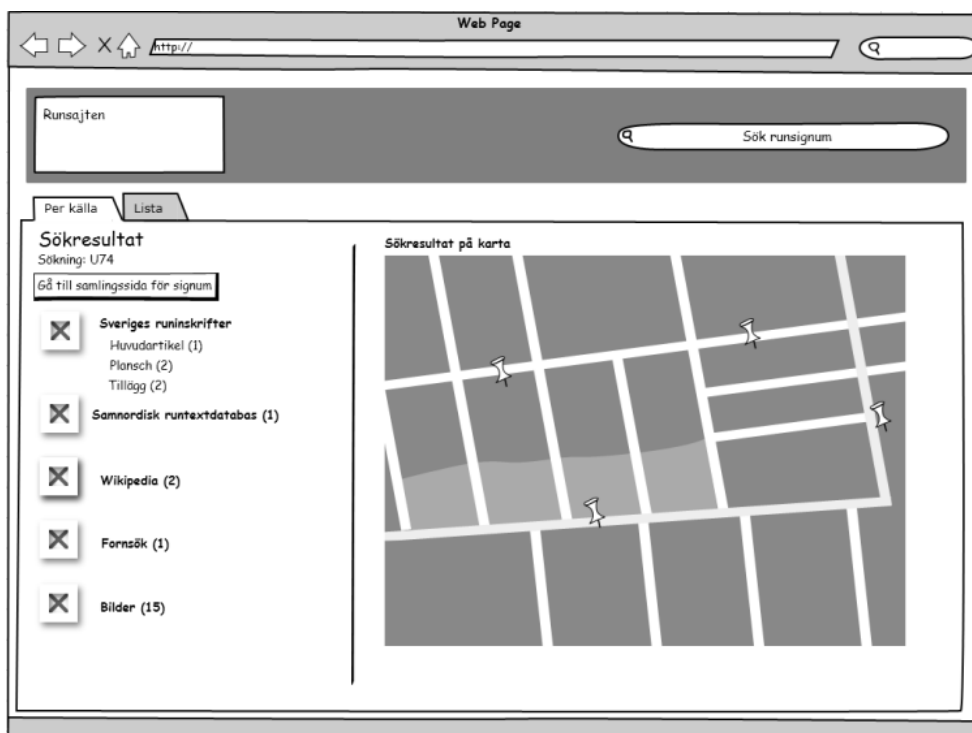 Web Page
http://
Runsajten
Sök runsignum
Per källa
Lista
Sökresultat
Sökning: U74
Gå till samlingssida för signum
Sveriges runinskrifter
Huvudartikel (1)
Plansch (2)
Tillägg (2)
Samnordisk runtextdatabas (1)
Wikipedia (2)
Fornsök (1)
Bilder (15)
Sökresultat på karta